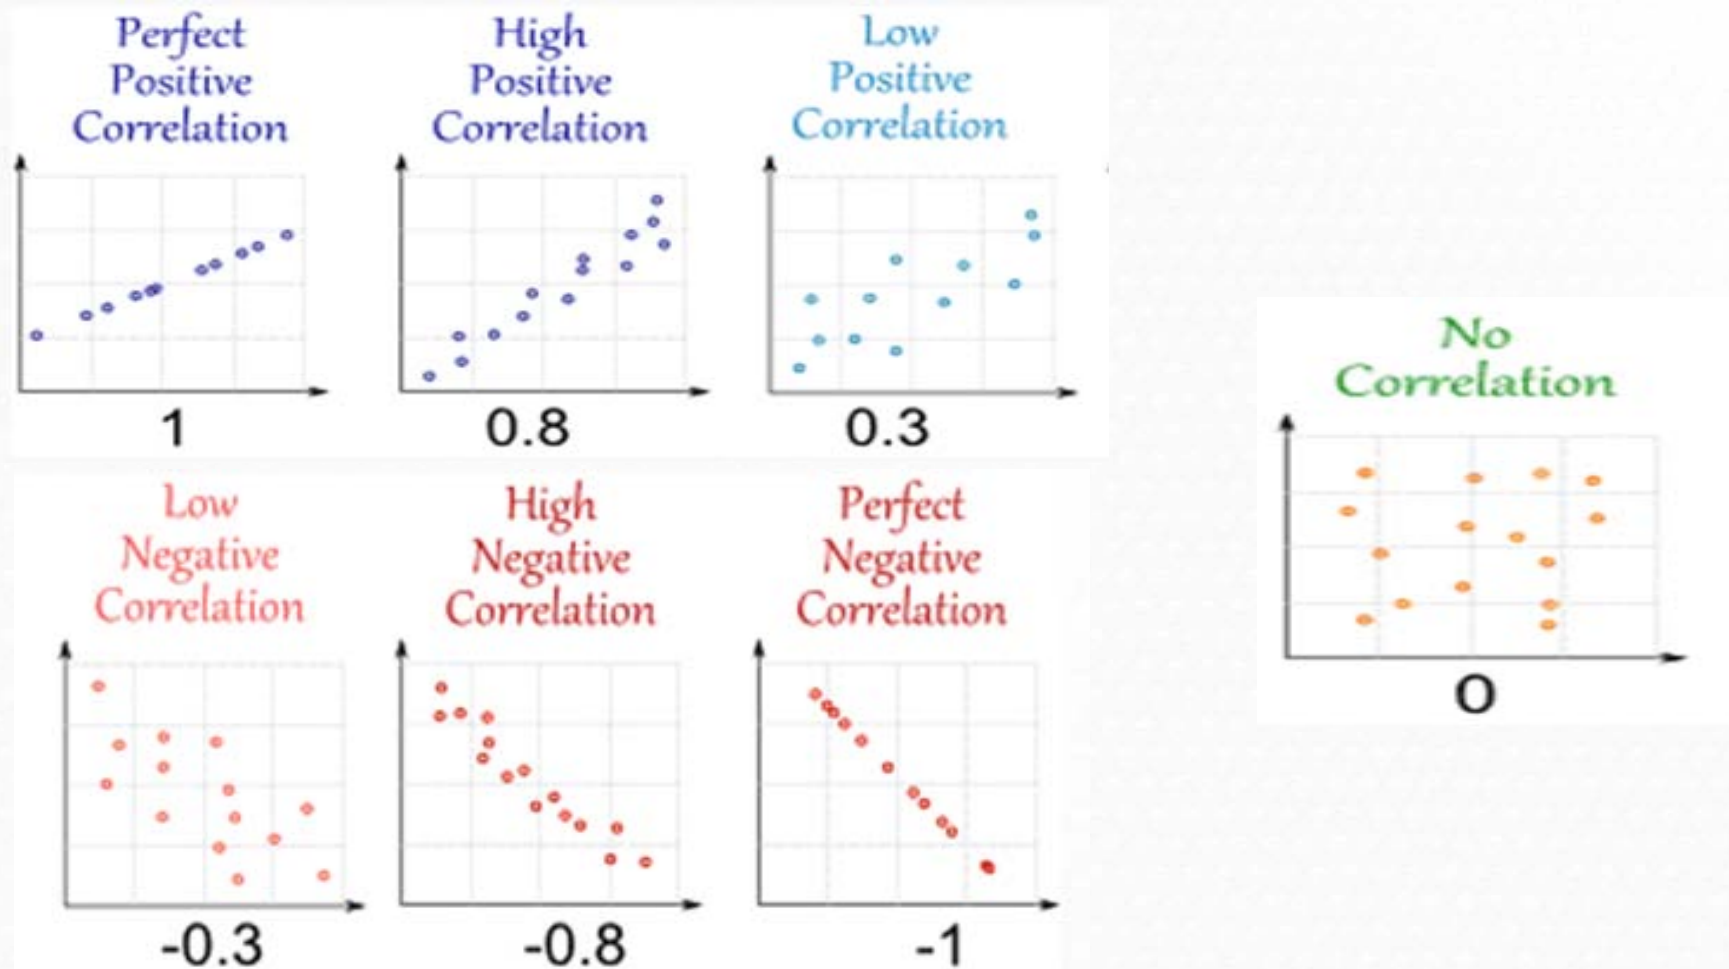 Perfect
Positive
Correlation
1
High
Positive
Correlation
0.8
Low
Positive
Correlation
0.3
No
Correlation
0
Low
Negative
Correlation
-0.3
High
Negative
Correlation
-0.8
Perfect
Negative
Correlation
-1